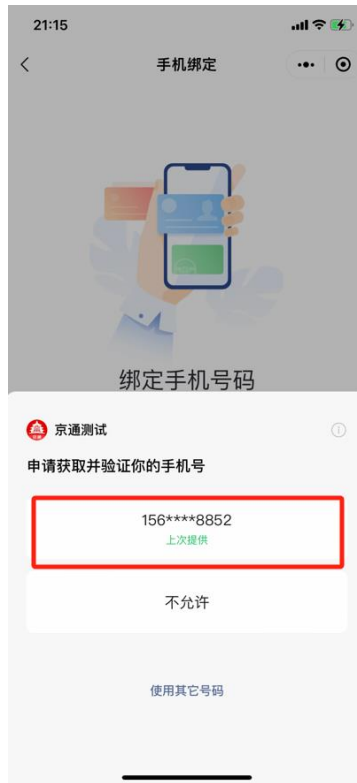 21:15
手机绑定
绑定手机号码
京通测试
申请获取并验证你的手机号
156****8852
上次提供
不允许
使用其它号码